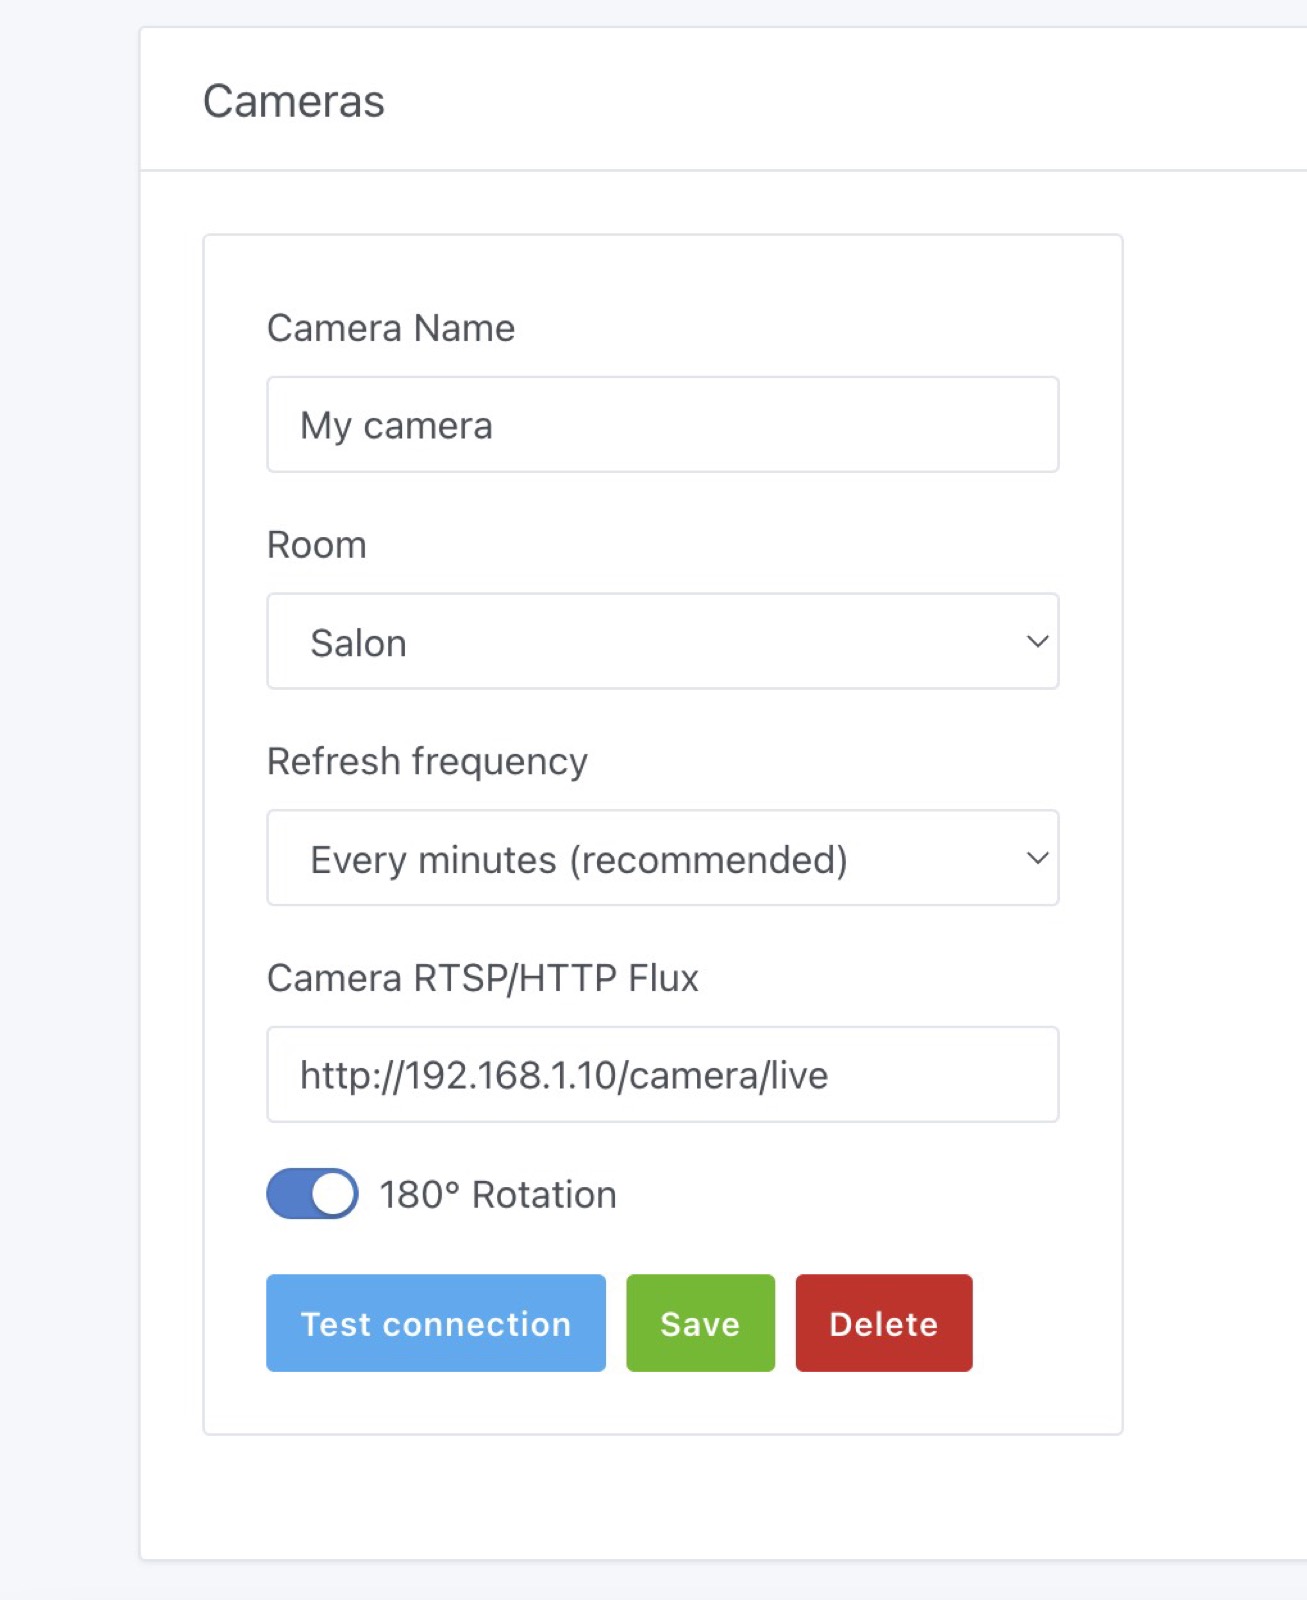 Cameras
Camera Name
My camera
Room
Salon
Refresh frequency
Every minutes (recommended)
Camera RTSP/HTTP Flux
http://192.168.1.10/camera/live
180° Rotation
Test connection
Save
Delete